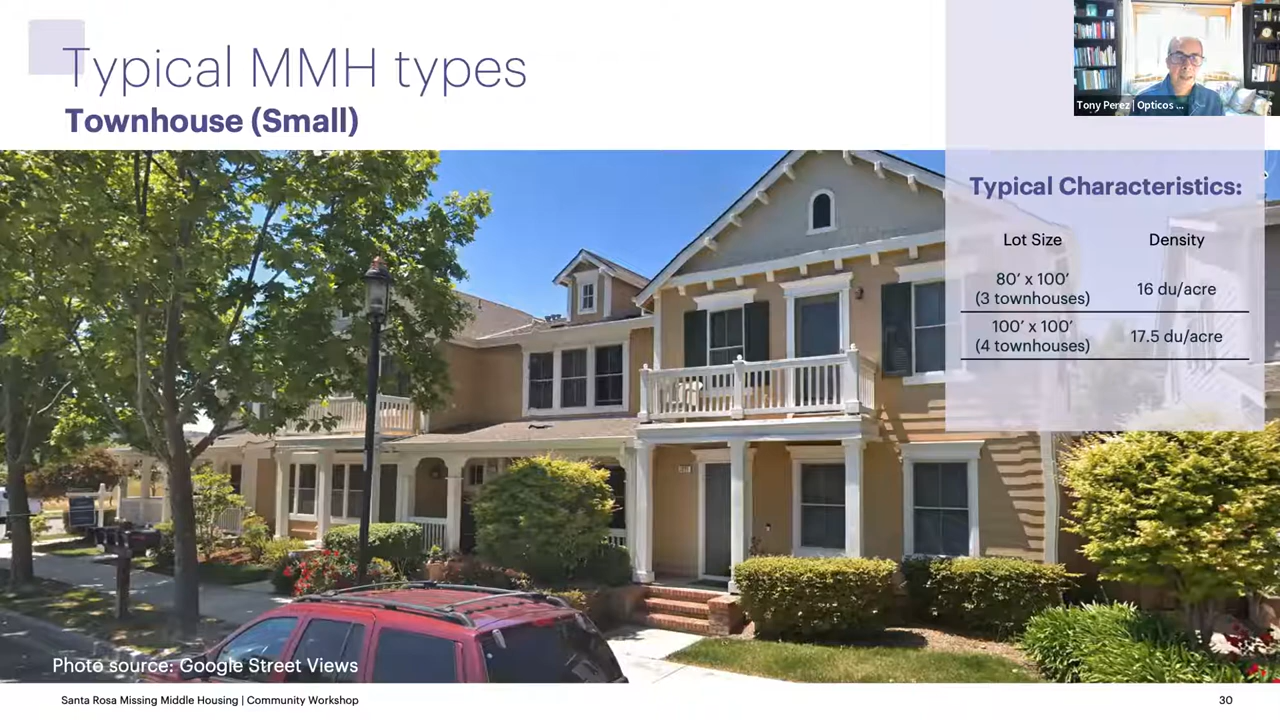 Typical MMH types
Townhouse (Small)
Tony Perez | Opticos ...
Typical Characteristics:
Lot Size Density
80’ x 100’
(3 townhouses) 16 du/acre
100’ x 100’
(4 townhouses) 17.5 du/acre
Photo source: Google Street Views
Santa Rosa Missing Middle Housing | Community Workshop 30